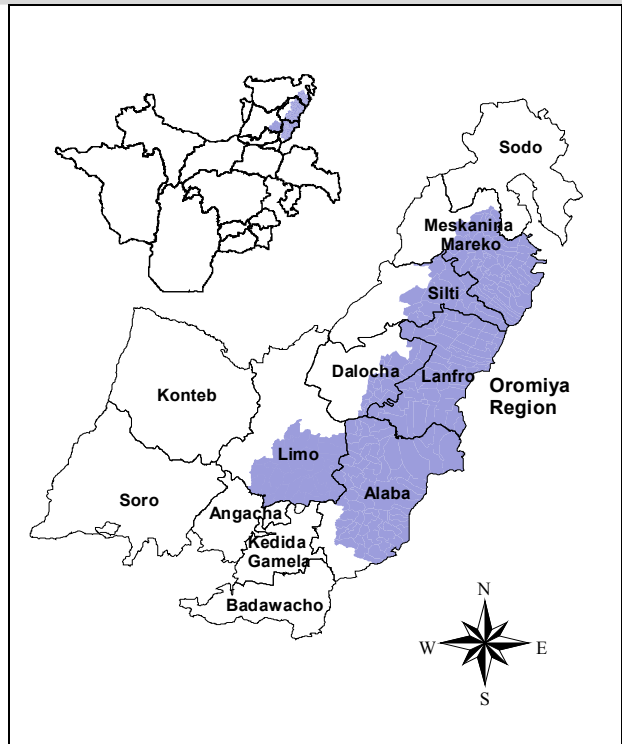 Sodo
Meskanina
Mareko
Silti
Dalocha
Lanfro
Oromiya
Region
Konteb
Limo
Alaba
Soro
Angacha
Kedida
Gamela
Badawacho
N
W
E
S